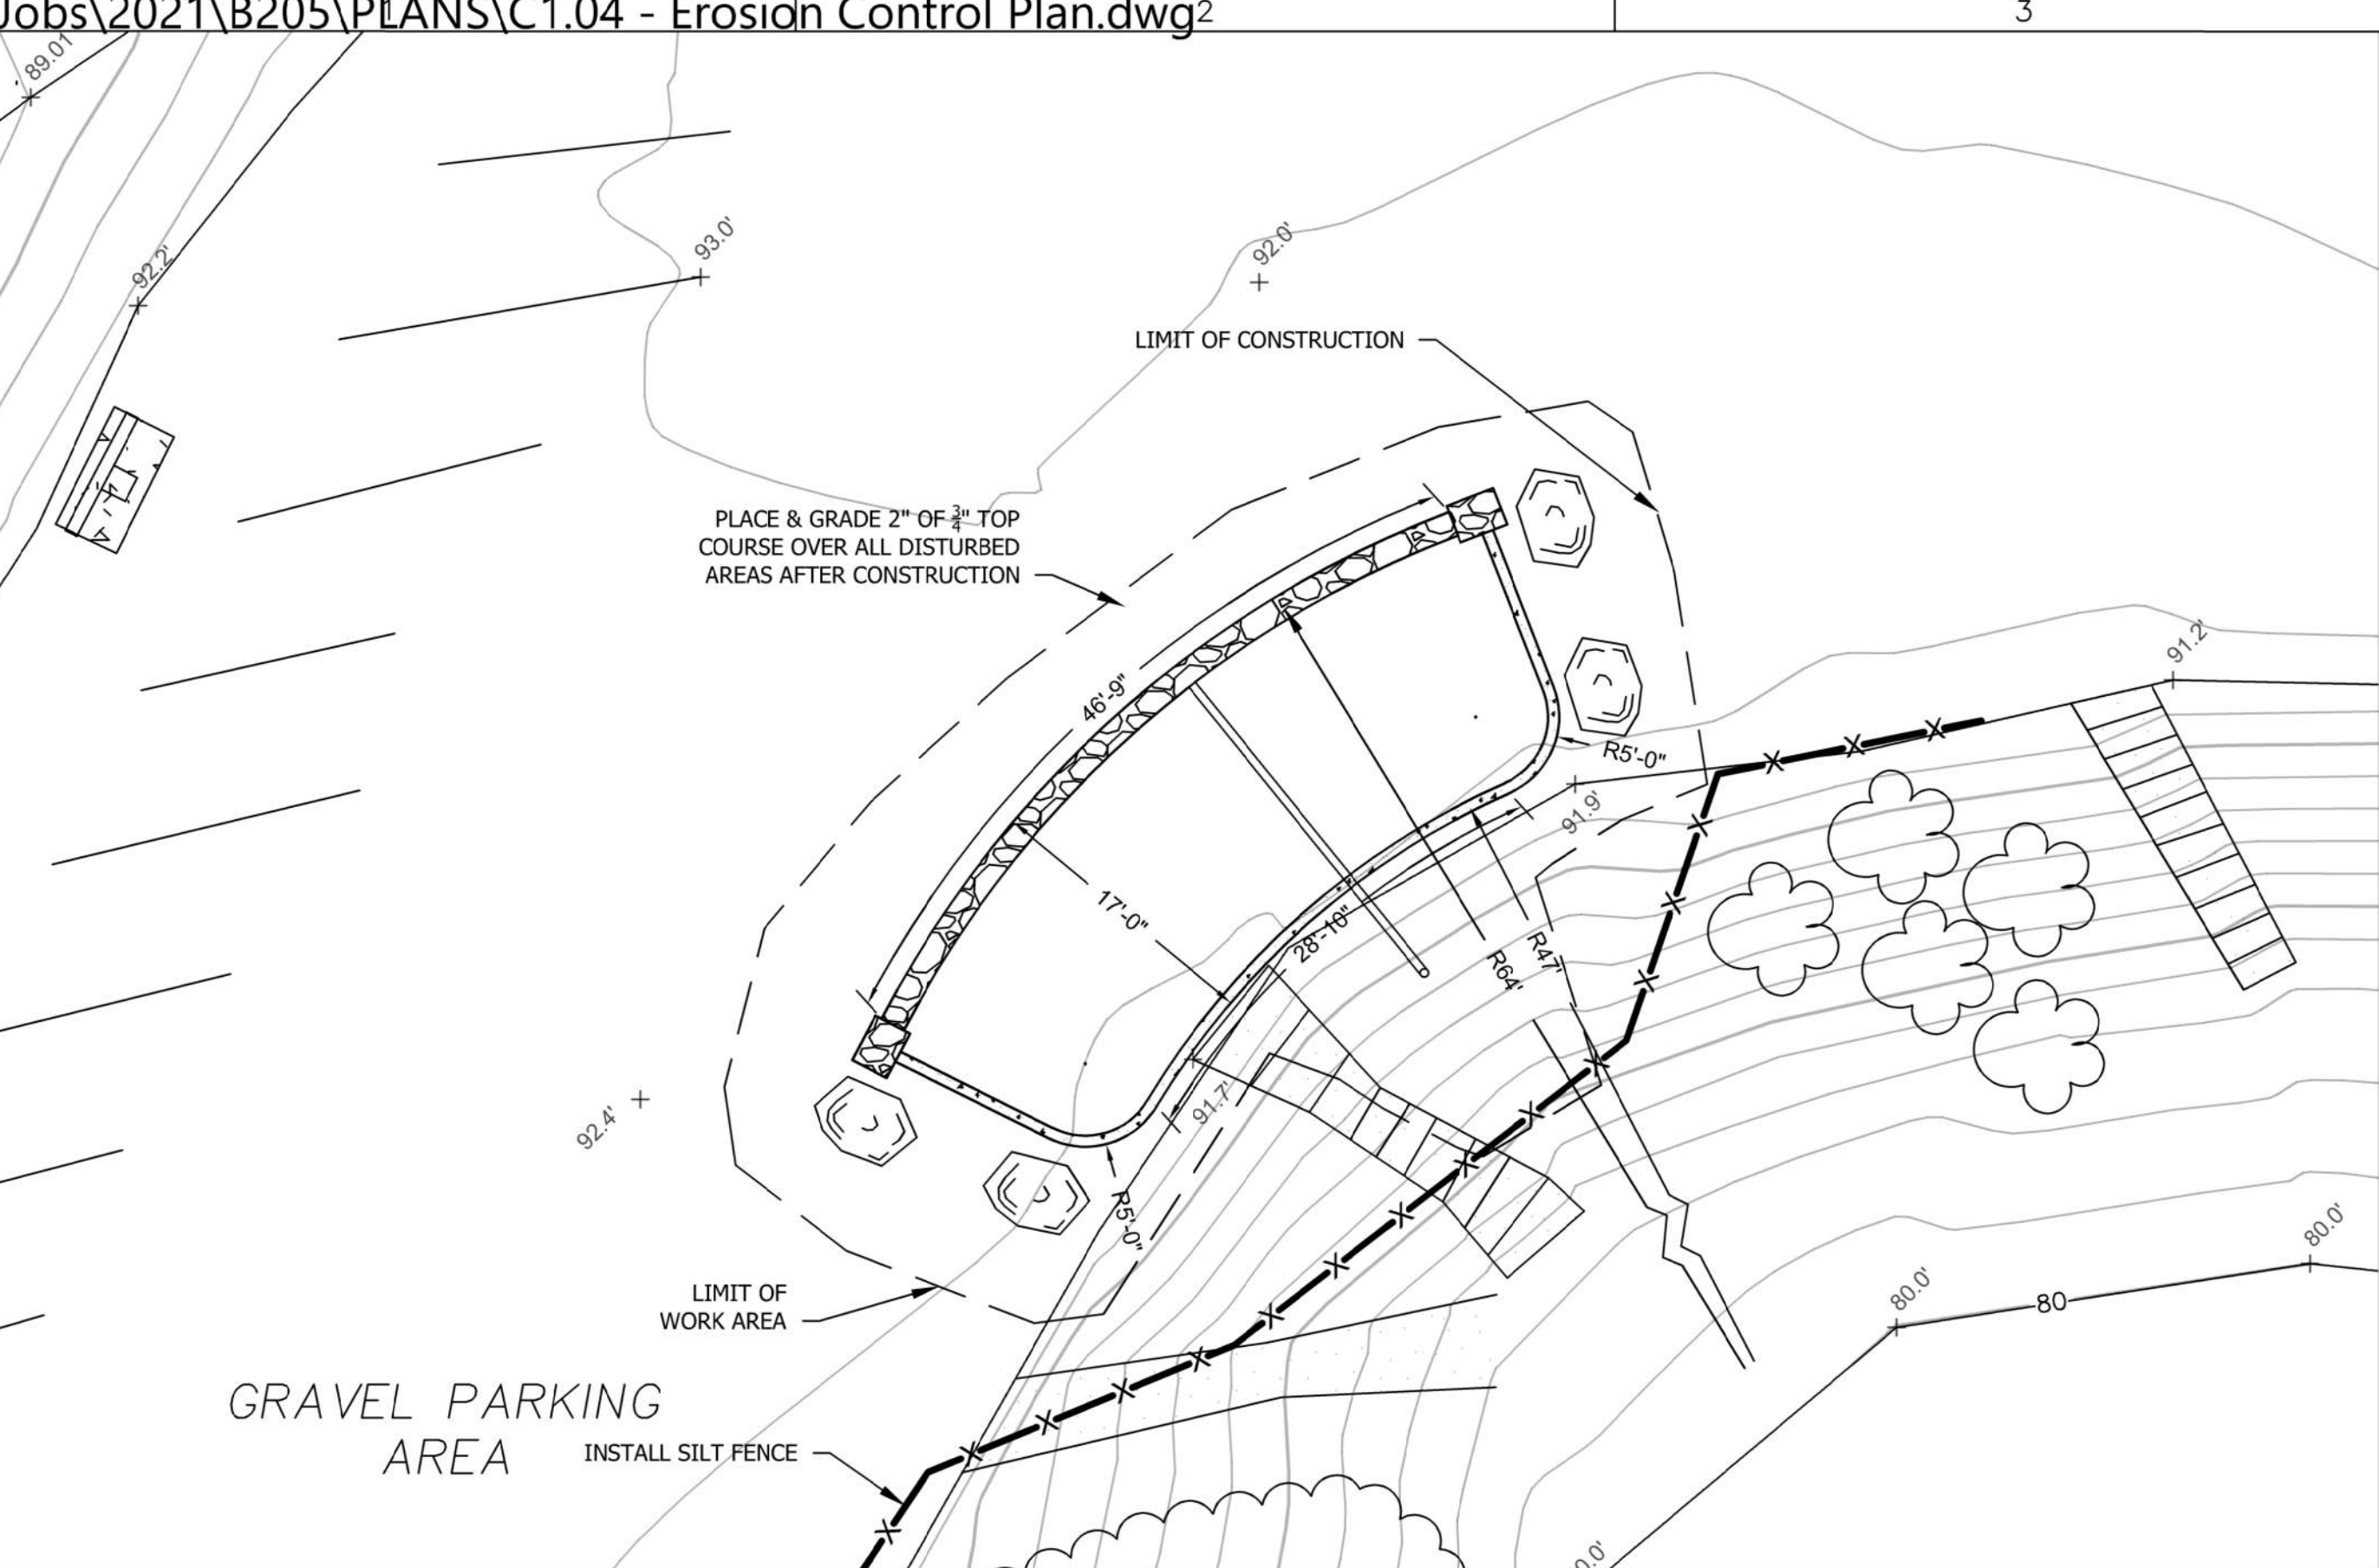 Jobs\2021\B205\PLANS\C1.04 - Erosion Control Plan.dwg
2
3
89.01
92.2'
93.0'
92.0'
LIMIT OF CONSTRUCTION
PLACE & GRADE 2" OF 3/4" TOP
COURSE OVER ALL DISTURBED
AREAS AFTER CONSTRUCTION
46'-9"
91.2'
R5'-0"
91.9'
17'-0"
28'-10"
R47'
R64'
91.7'
92.4'
R5'-0"
LIMIT OF
WORK AREA
80.0'
80.0'
80
GRAVEL PARKING
AREA
INSTALL SILT FENCE